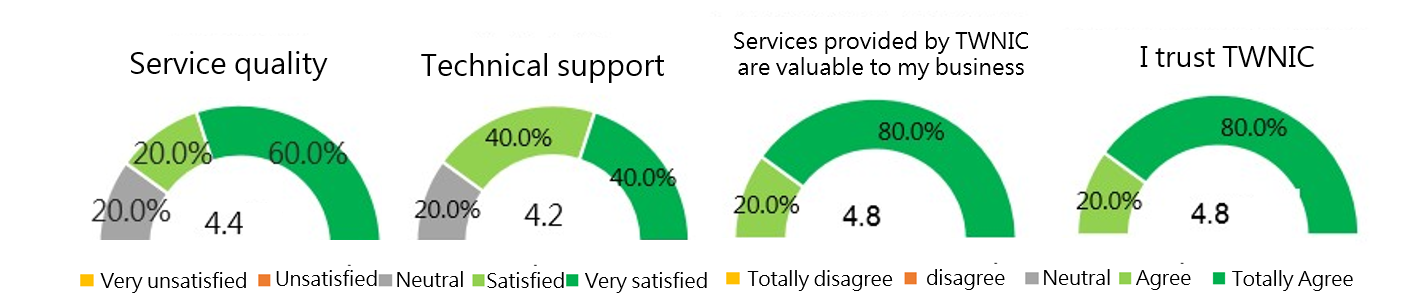 Service quality
20.0%
20.0%
60.0%
4.4
Technical support
20.0%
40.0%
40.0%
4.2
Services provided by TWNIC
are valuable to my business
20.0%
80.0%
4.8
I trust TWNIC
20.0%
80.0%
4.8
Very unsatisfied Unsatisfied Neutral Satisfied Very satisfied
Totally disagree disagree Neutral Agree Totally Agree